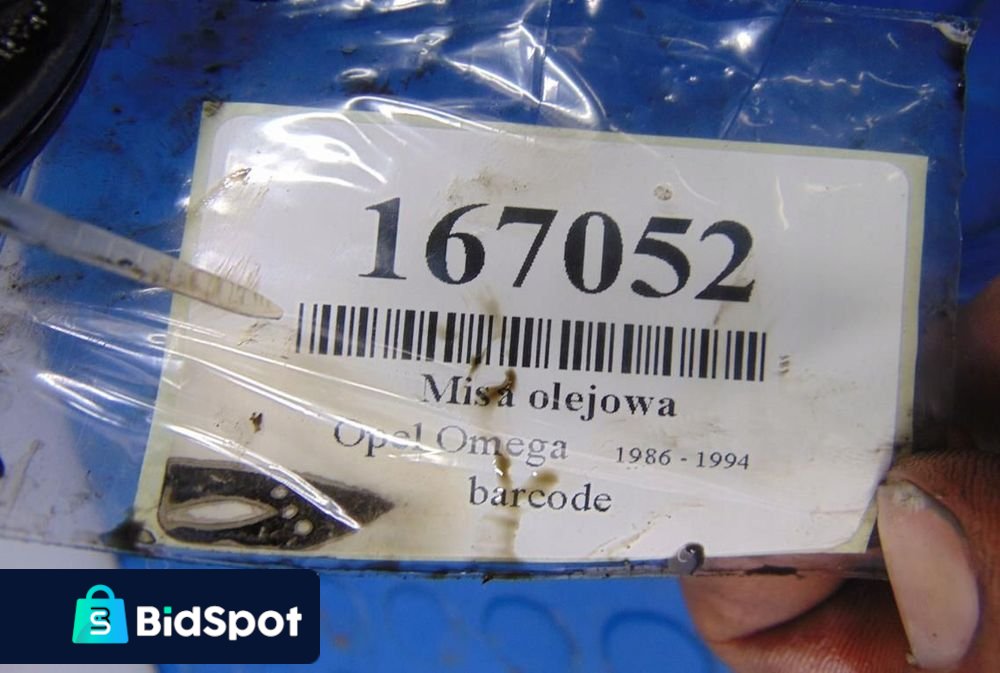 167052
Misa olejowa
Opel Omega 1986 - 1994
barcode
BidSpot